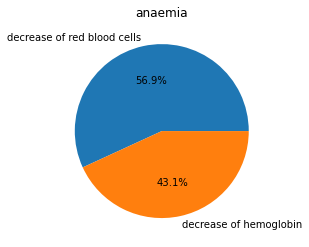 anaemia
decrease of red blood cells
56.9%
43.1%
decrease of hemoglobin